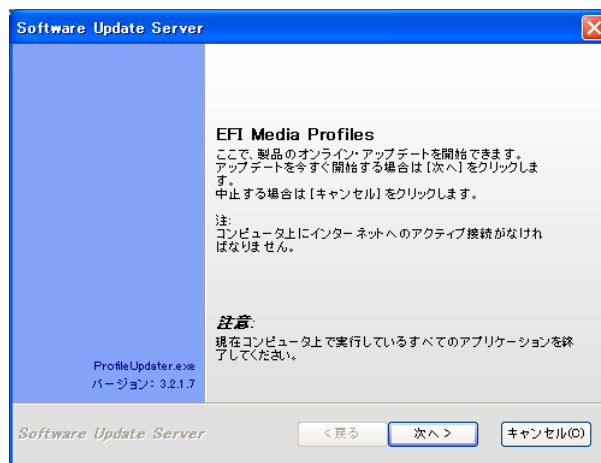 Software Update Server
EFI Media Profiles
ここで、製品のオンライン・アップデートを開始できます。
アップデートを今すぐ開始する場合は［次へ］をクリックしま
す。
中止する場合は［キャンセル］をクリックします。
注:
コンピュータ上にインターネットへのアクティブ接続がなけれ
ばなりません。
注意:
現在コンピュータ上で実行しているすべてのアプリケーションを終
了してください。
ProfileUpdater.exe
バージョン: 3.2.1.7
Software Update Server
< 戻る
次へ >
キャンセル(C)